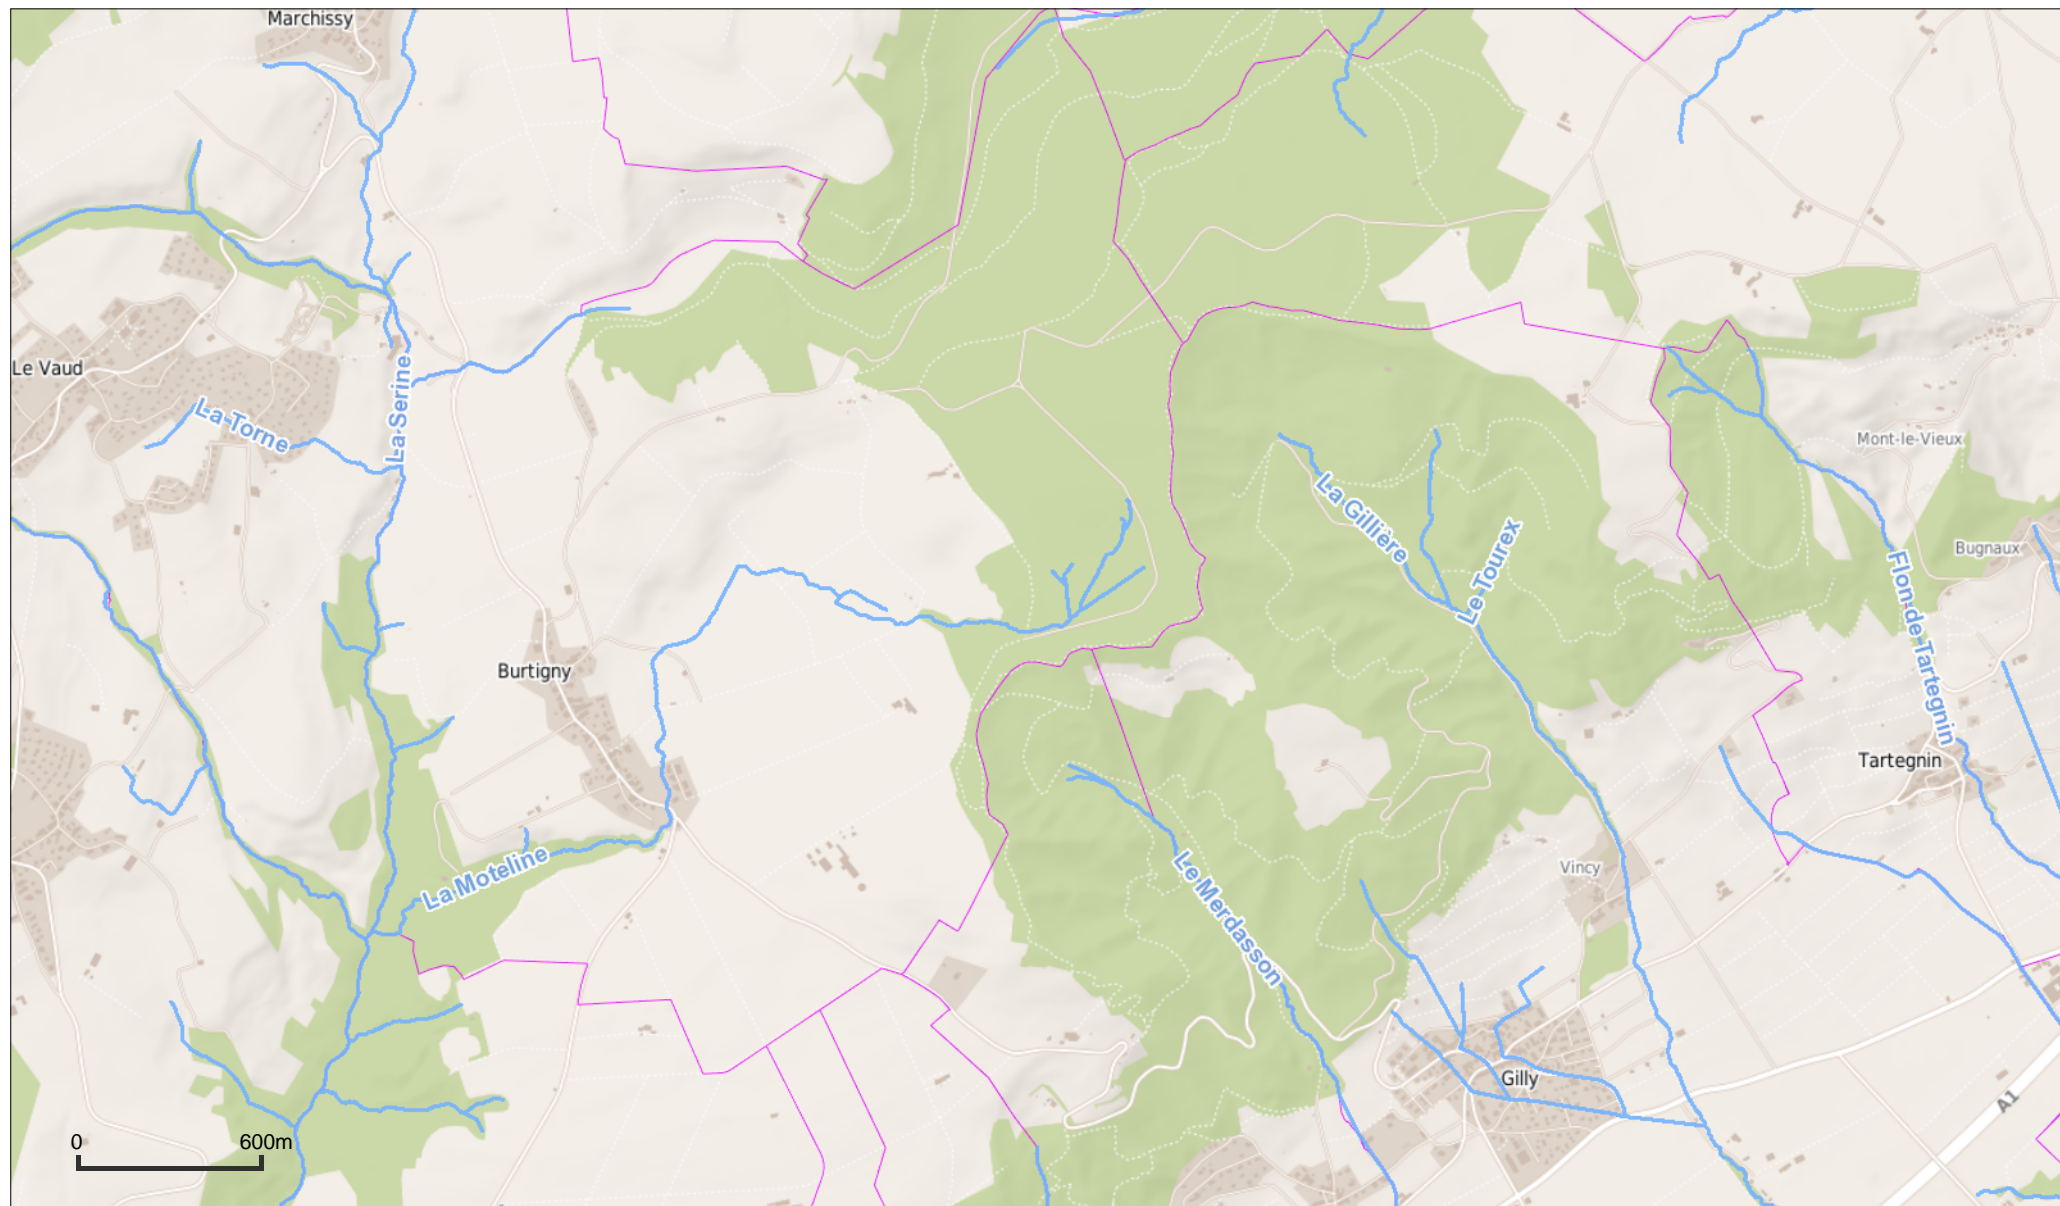 Marchissy
Le Vaud
La Torne
La Serine
Mont-le-Vieux
La Gillière
Le Tourex
Bugnaux
Flon de Tartegnin
Burtigny
Tartegnin
La Moteline
Le Merdasson
Vincy
Gilly
A1
0 600m